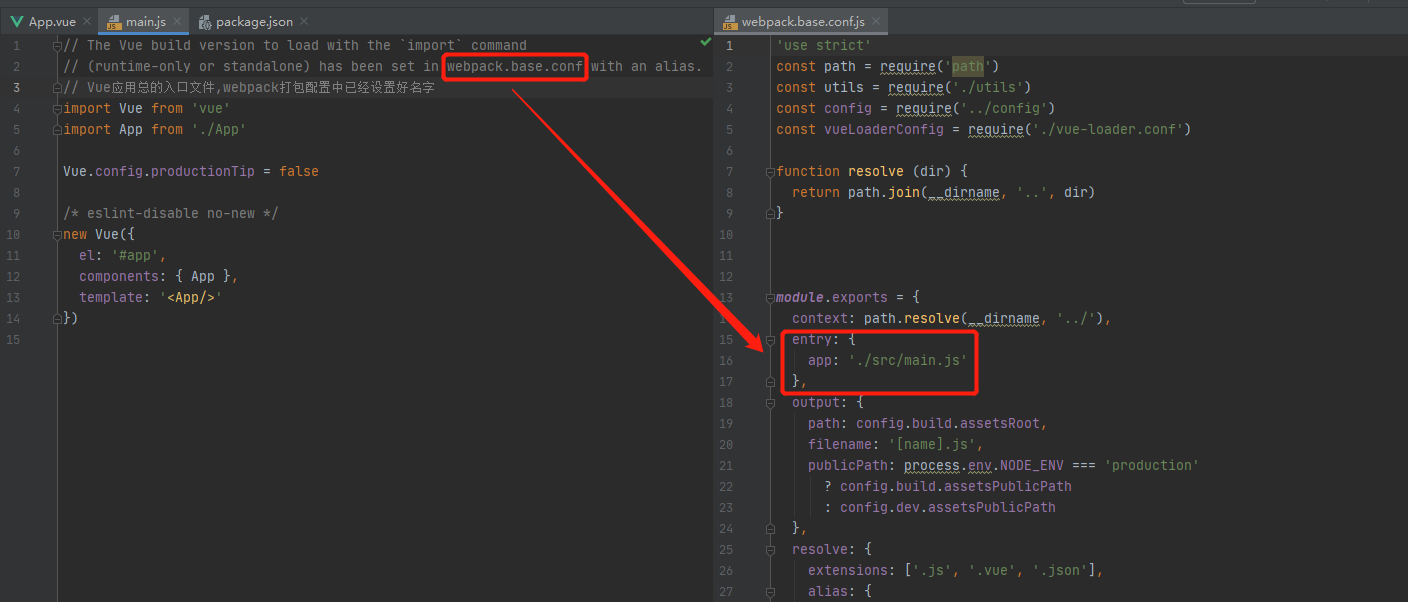 App.vue
main.js
package.json
webpack.base.conf.js
1 // The Vue build version to load with the `import` command
2 // (runtime-only or standalone) has been set in webpack.base.conf with an alias.
3 // Vue应用总的入口文件,webpack打包配置中已经设置好名字
4 import Vue from 'vue'
5 import App from './App'
6
7 Vue.config.productionTip = false
8
9 /* eslint-disable no-new */
10 new Vue({
11 el: '#app',
12 components: { App },
13 template: '<App/>'
14 })
15
1 'use strict'
2 const path = require('path')
3 const utils = require('./utils')
4 const config = require('../config')
5 const vueLoaderConfig = require('./vue-loader.conf')
6
7 function resolve (dir) {
8 return path.join(__dirname, '..', dir)
9 }
10
11
12
13 module.exports = {
context: path.resolve(__dirname, '../'),
15 entry: {
16 app: './src/main.js'
17 },
18 output: {
19 path: config.build.assetsRoot,
20 filename: '[name].js',
21 publicPath: process.env.NODE_ENV === 'production'
22 ? config.build.assetsPublicPath
23 : config.dev.assetsPublicPath
24 },
25 resolve: {
26 extensions: ['.js', '.vue', '.json'],
27 alias: {